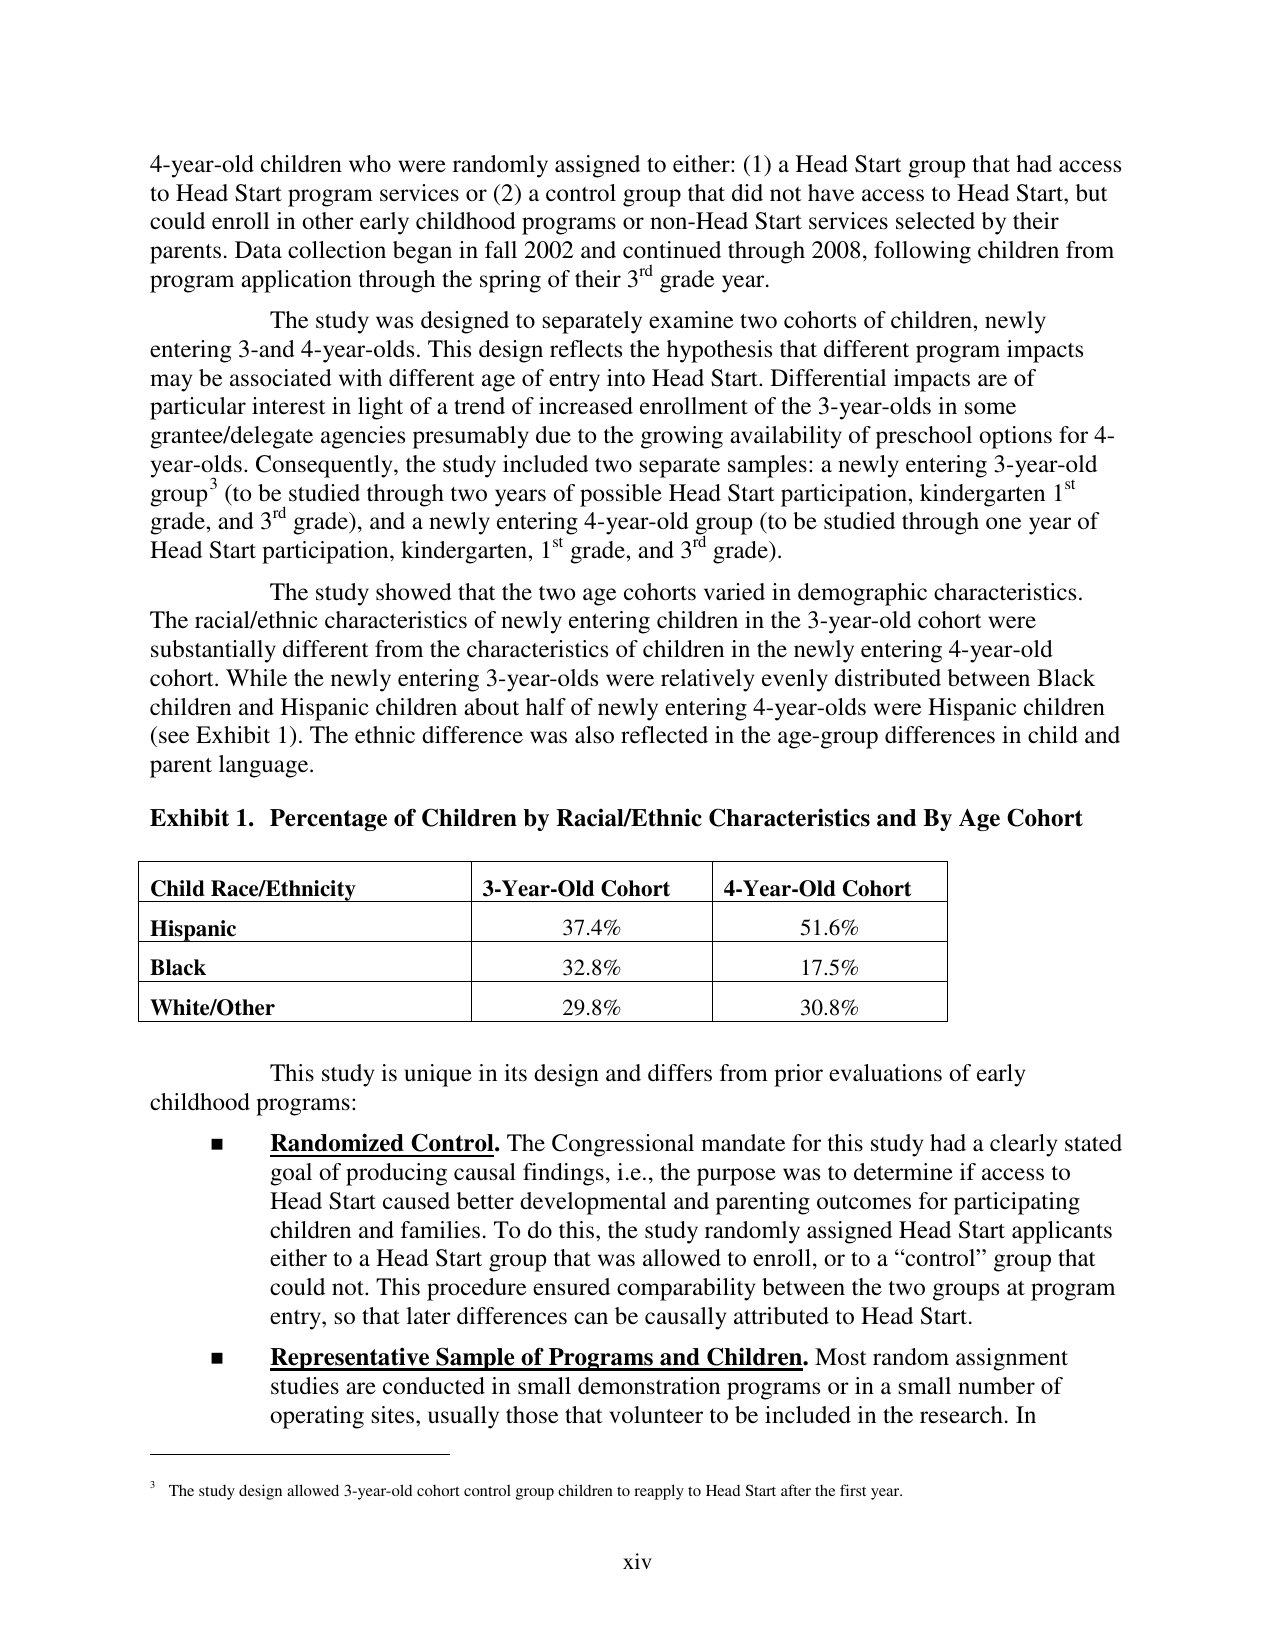 4-year-old children who were randomly assigned to either: (1) a Head Start group that had access
to Head Start program services or (2) a control group that did not have access to Head Start, but
could enroll in other early childhood programs or non-Head Start services selected by their
parents. Data collection began in fall 2002 and continued through 2008, following children from
program application through the spring of their 3rd grade year.
The study was designed to separately examine two cohorts of children, newly
entering 3-and 4-year-olds. This design reflects the hypothesis that different program impacts
may be associated with different age of entry into Head Start. Differential impacts are of
particular interest in light of a trend of increased enrollment of the 3-year-olds in some
grantee/delegate agencies presumably due to the growing availability of preschool options for 4-
year-olds. Consequently, the study included two separate samples: a newly entering 3-year-old
group3 (to be studied through two years of possible Head Start participation, kindergarten 1st
grade, and 3rd grade), and a newly entering 4-year-old group (to be studied through one year of
Head Start participation, kindergarten, 1st grade, and 3rd grade).
The study showed that the two age cohorts varied in demographic characteristics.
The racial/ethnic characteristics of newly entering children in the 3-year-old cohort were
substantially different from the characteristics of children in the newly entering 4-year-old
cohort. While the newly entering 3-year-olds were relatively evenly distributed between Black
children and Hispanic children about half of newly entering 4-year-olds were Hispanic children
(see Exhibit 1). The ethnic difference was also reflected in the age-group differences in child and
parent language.
Exhibit 1. Percentage of Children by Racial/Ethnic Characteristics and By Age Cohort
Child Race/Ethnicity 3-Year-Old Cohort 4-Year-Old Cohort
Hispanic 37.4% 51.6%
Black 32.8% 17.5%
White/Other 29.8% 30.8%
This study is unique in its design and differs from prior evaluations of early
childhood programs:
■ Randomized Control. The Congressional mandate for this study had a clearly stated
goal of producing causal findings, i.e., the purpose was to determine if access to
Head Start caused better developmental and parenting outcomes for participating
children and families. To do this, the study randomly assigned Head Start applicants
either to a Head Start group that was allowed to enroll, or to a “control” group that
could not. This procedure ensured comparability between the two groups at program
entry, so that later differences can be causally attributed to Head Start.
■ Representative Sample of Programs and Children. Most random assignment
studies are conducted in small demonstration programs or in a small number of
operating sites, usually those that volunteer to be included in the research. In
3 The study design allowed 3-year-old cohort control group children to reapply to Head Start after the first year.
xiv